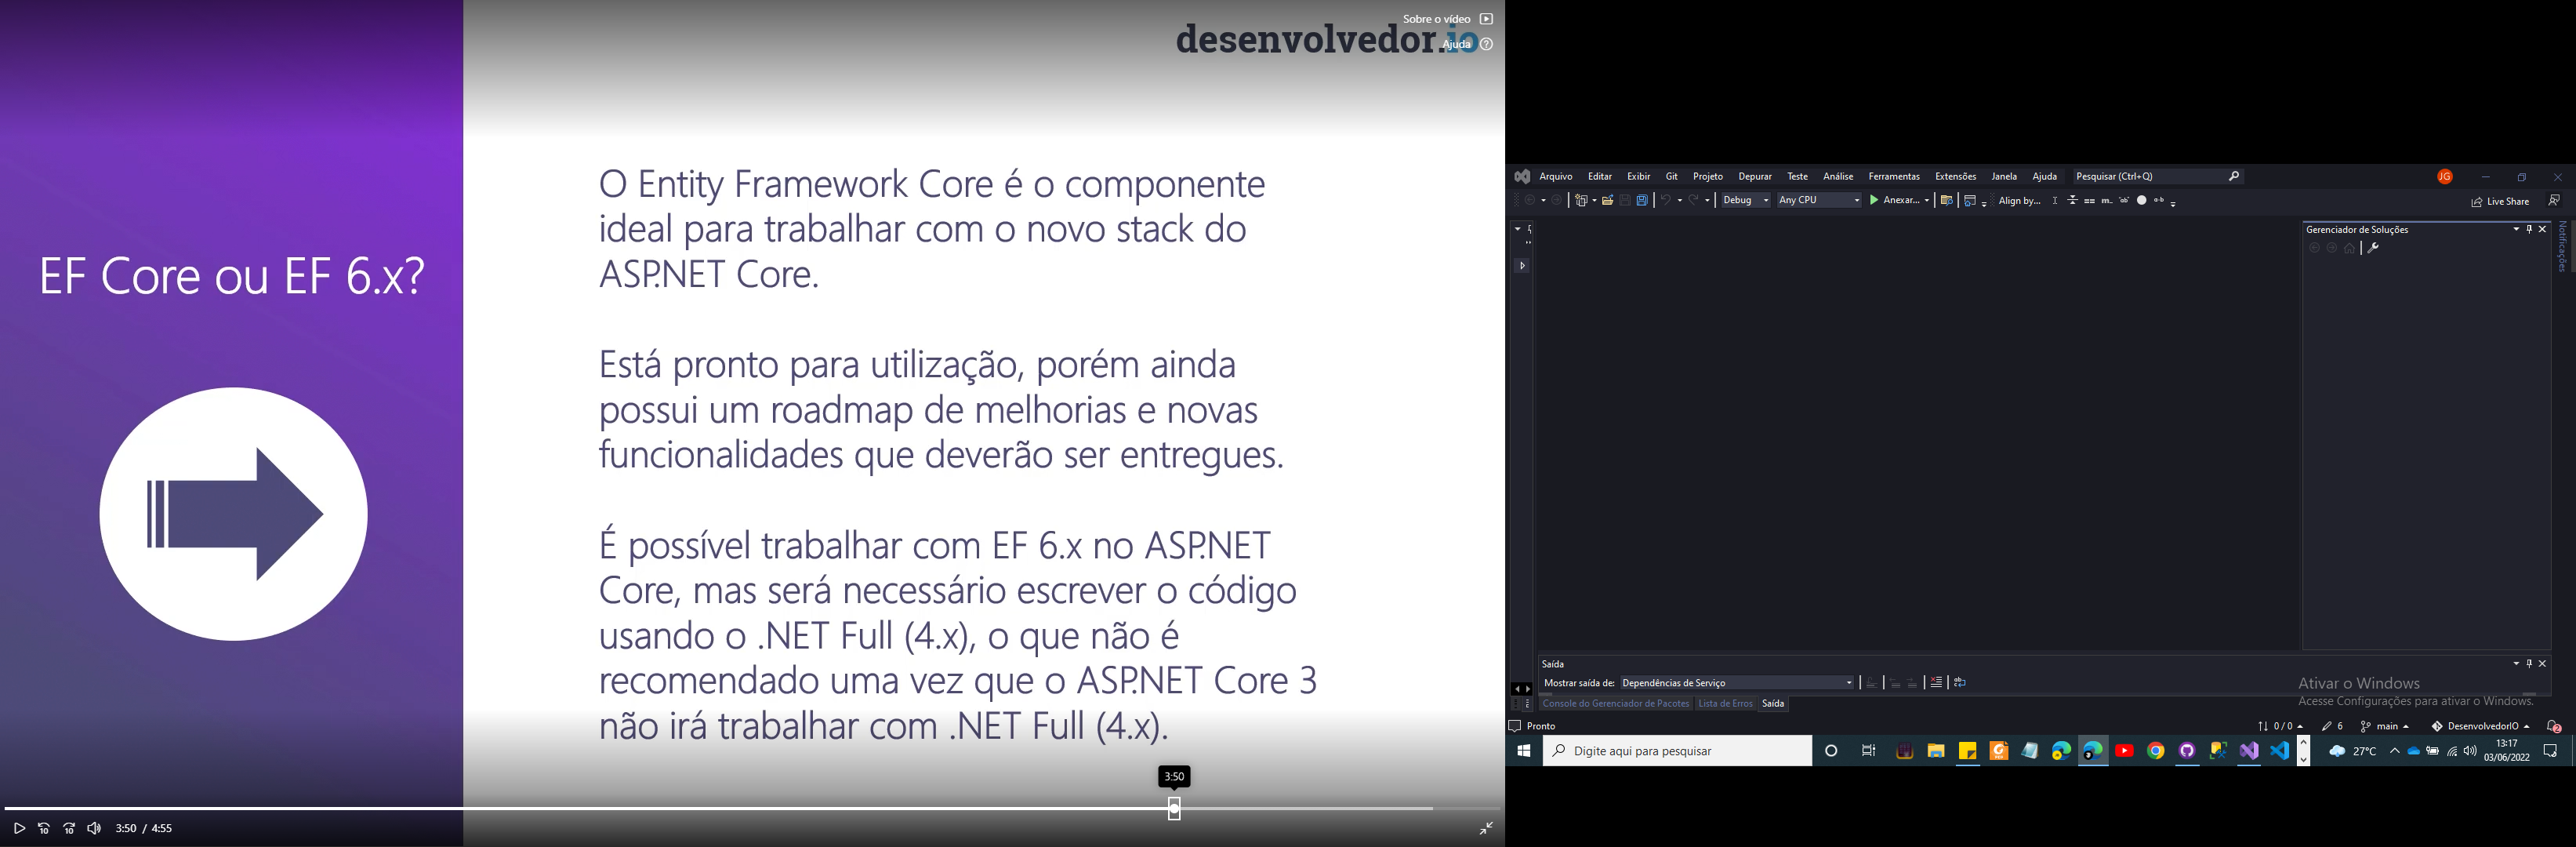 Sobre o vídeo
desenvolvedor.io
Ajuda
EF Core ou EF 6.x?
O Entity Framework Core é o componente
ideal para trabalhar com o novo stack do
ASP.NET Core.
Está pronto para utilização, porém ainda
possui um roadmap de melhorias e novas
funcionalidades que deverão ser entregues.
É possível trabalhar com EF 6.x no ASP.NET
Core, mas será necessário escrever o código
usando o .NET Full (4.x), o que não é
recomendado uma vez que o ASP.NET Core 3
não irá trabalhar com .NET Full (4.x).
3:50
10 10 3:50 / 4:55
Arquivo Editar Exibir Git Projeto Depurar Teste Análise Ferramentas Extensões Janela Ajuda Pesquisar (Ctrl+Q) JG
Debug Any CPU Anexar... Align by... Live Share
Gerenciador de Soluções
Notificações
Saída
Mostrar saída de: Dependências de Serviço
Ativar o Windows
Acesse Configurações para ativar o Windows.
Console do Gerenciador de Pacotes Lista de Erros Saída
Pronto 0 / 0 6 main DesenvolvedorIO 2
Digite aqui para pesquisar 27°C 13:17
03/06/2022